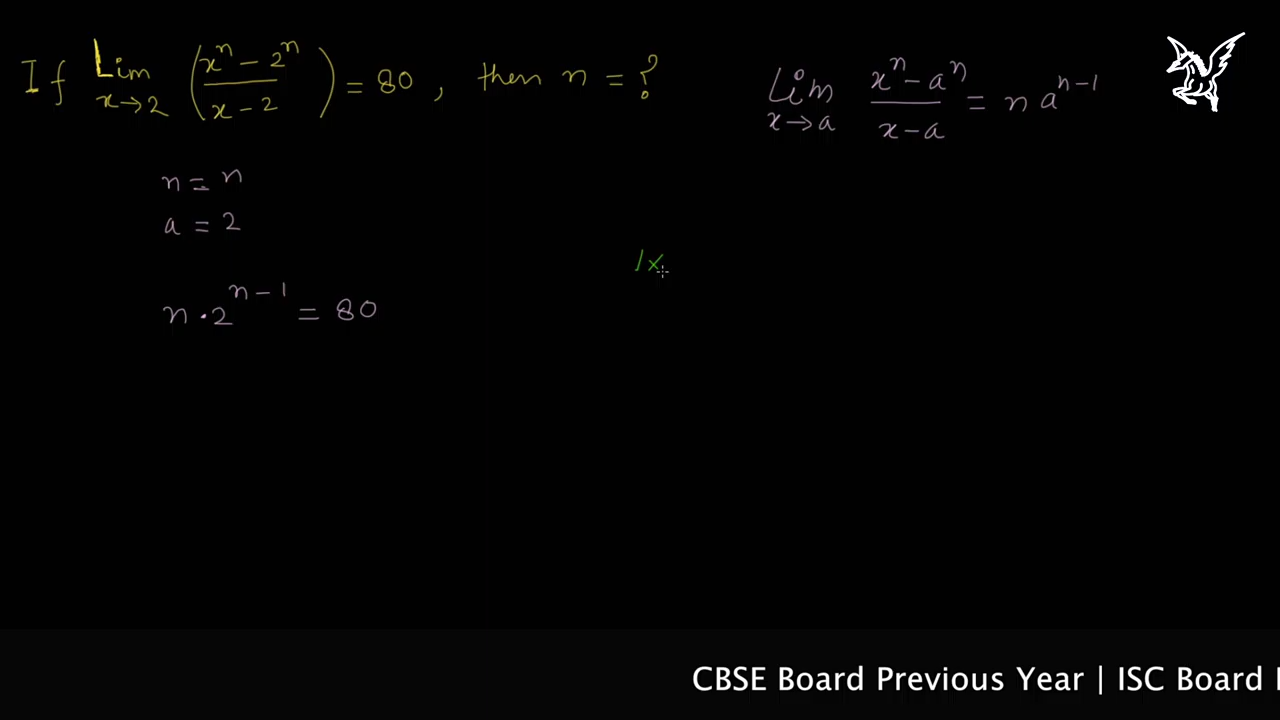 If Lim x→2 (x^n - 2^n / x - 2) = 80, then n = ?
Lim x→a x^n - a^n / x - a = n a^n-1
n = n
a = 2
1×
n · 2^n-1 = 80
CBSE Board Previous Year | ISC Board